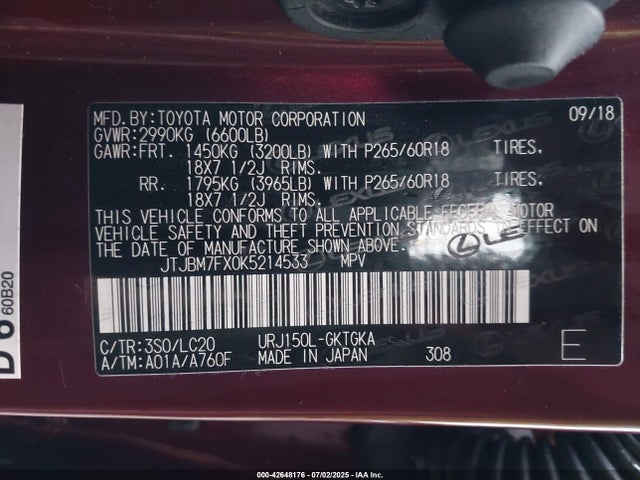 MFD.BY:TOYOTA MOTOR CORPORATION 09/18
GVWR:2990KG (6600LB)
GAWR:FRT. 1450KG (3200LB) WITH P265/60R18 TIRES.
18X7 1/2J RIMS.
RR. 1795KG (3965LB) WITH P265/60R18 TIRES.
18X7 1/2J RIMS.
THIS VEHICLE CONFORMS TO ALL APPLICABLE FEDERAL MOTOR
VEHICLE SAFETY AND THEFT PREVENTION STANDARDS IN EFFECT ON
THE DATE OF MANUFACTURE SHOWN ABOVE.
JTJBM7FX0K5214533 MPV
C/TR:3S0/LC20 URJ150L-GKTGKA
A/TM:A01A/A760F MADE IN JAPAN 308 E
60B20
LEXUS
000-42648176 - 07/02/2025 - IAA Inc.